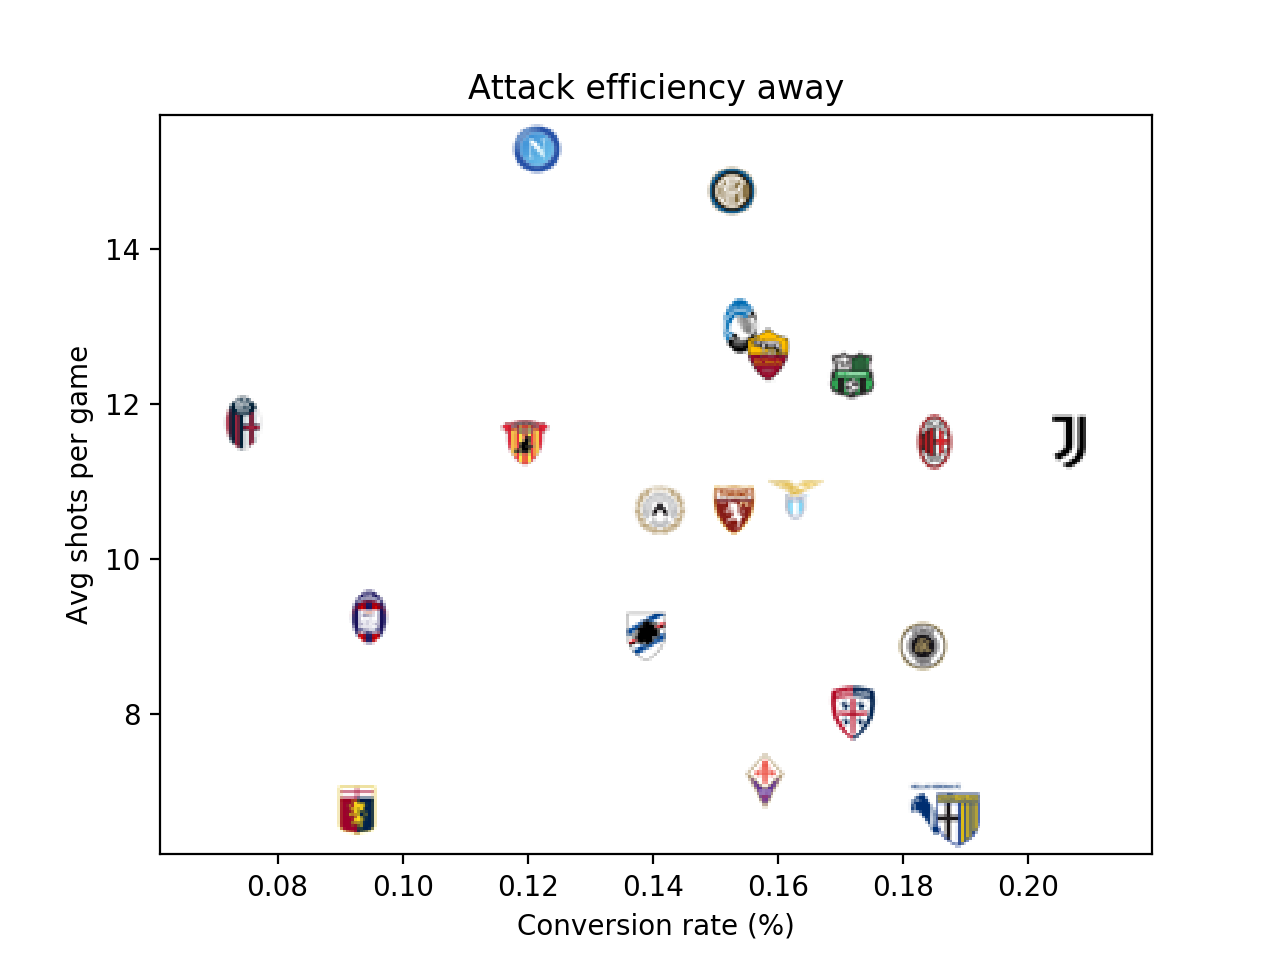 Attack efficiency away
Avg shots per game
14
12
10
8
N
TORINO
0.08
0.10
0.12
0.14
0.16
0.18
0.20
Conversion rate (%)